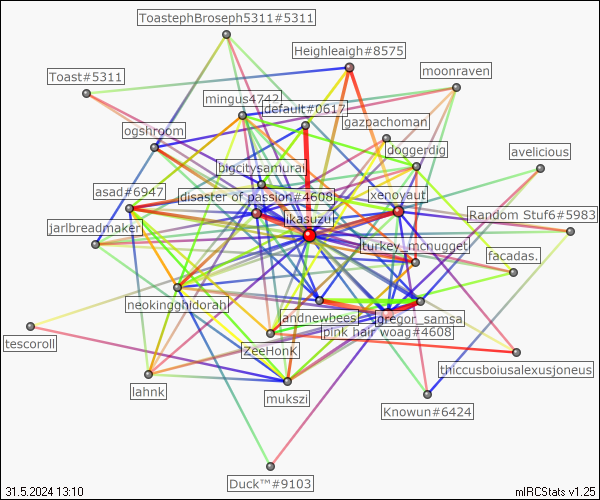 ToastephBroseph5311#5311
Heighleaigh#8575
Toast#5311
moonraven
mingus4742
default#0617
gazpachoman
ogshroom
doggerdig
avelicious
bigcitysamurai
asad#6947
disaster of passion#4608
xenoyaut
ikasuzur
Random Stuf6#5983
jarlbreadmaker
turkey_mcnugget
facadas.
neokingghidorah
andnewbees
gregor_samsa
pink hair woag#4608
tescoroll
ZeeHonK
thiccusboiusalexusjoneus
lahnk
mukszi
Knowun#6424
Duck™#9103
31.5.2024 13:10
mIRCStats v1.25